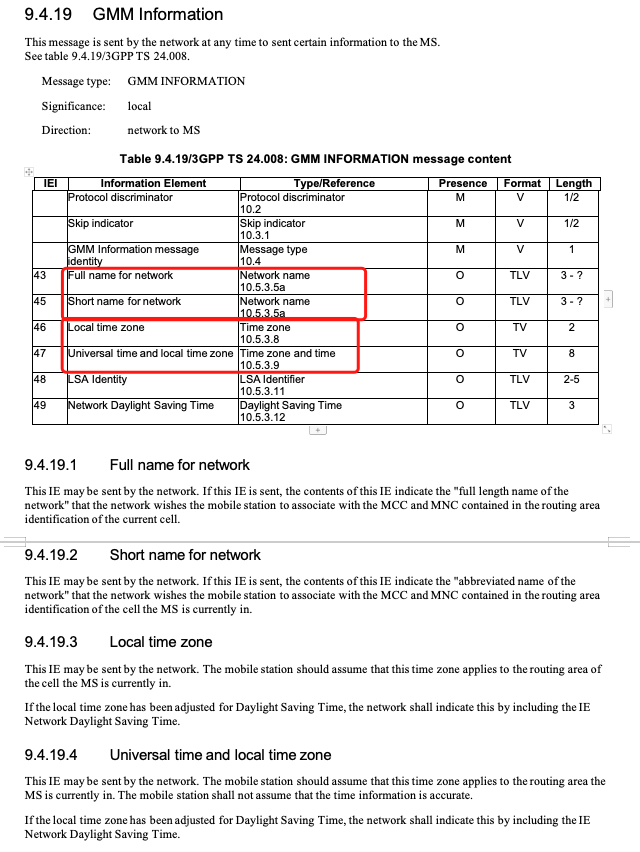 9.4.19 GMM Information
This message is sent by the network at any time to sent certain information to the MS.
See table 9.4.19/3GPP TS 24.008.
Message type: GMM INFORMATION
Significance: local
Direction: network to MS
Table 9.4.19/3GPP TS 24.008: GMM INFORMATION message content
IEI Information Element Type/Reference Presence Format Length
Protocol discriminator Protocol discriminator M V 1/2
10.2
Skip indicator Skip indicator M V 1/2
10.3.1
GMM Information message Message type M V 1
identity 10.4
43 Full name for network Network name O TLV 3 - ?
10.5.3.5a
45 Short name for network Network name O TLV 3 - ?
10.5.3.5a
46 Local time zone Time zone O TV 2
10.5.3.8
47 Universal time and local time zone Time zone and time O TV 8
10.5.3.9
48 LSA Identity LSA Identifier O TLV 2-5
10.5.3.11
49 Network Daylight Saving Time Daylight Saving Time O TLV 3
10.5.3.12
9.4.19.1 Full name for network
This IE may be sent by the network. If this IE is sent, the contents of this IE indicate the "full length name of the
network" that the network wishes the mobile station to associate with the MCC and MNC contained in the routing area
identification of the current cell.
9.4.19.2 Short name for network
This IE may be sent by the network. If this IE is sent, the contents of this IE indicate the "abbreviated name of the
network" that the network wishes the mobile station to associate with the MCC and MNC contained in the routing area
identification of the cell the MS is currently in.
9.4.19.3 Local time zone
This IE may be sent by the network. The mobile station should assume that this time zone applies to the routing area of
the cell the MS is currently in.
If the local time zone has been adjusted for Daylight Saving Time, the network shall indicate this by including the IE
Network Daylight Saving Time.
9.4.19.4 Universal time and local time zone
This IE may be sent by the network. The mobile station should assume that this time zone applies to the routing area the
MS is currently in. The mobile station shall not assume that the time information is accurate.
If the local time zone has been adjusted for Daylight Saving Time, the network shall indicate this by including the IE
Network Daylight Saving Time.